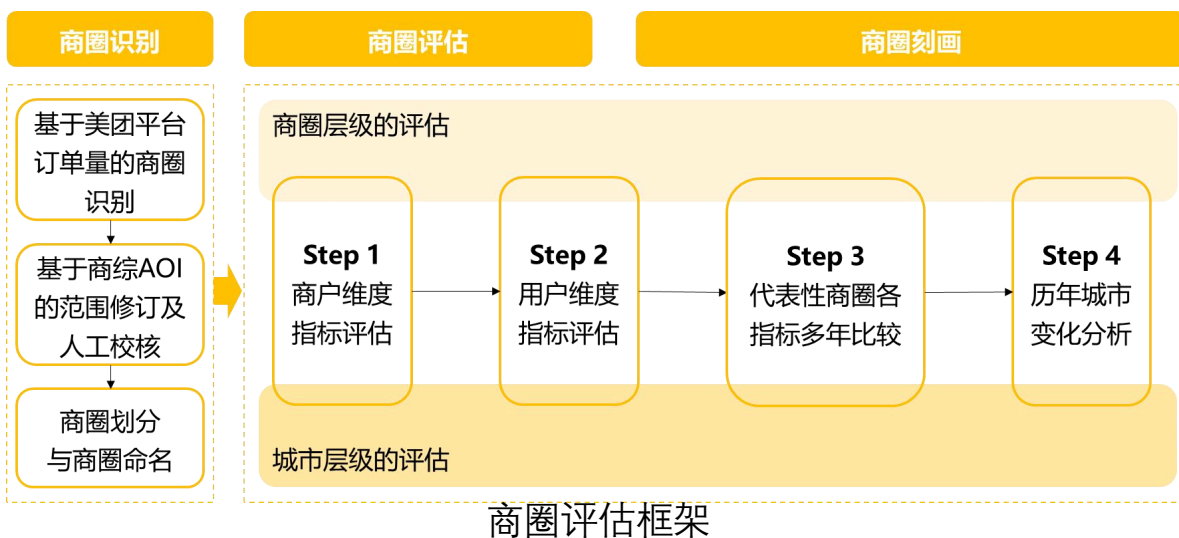 商圈识别
商圈评估
商圈刻画
基于美团平台
订单量的商圈
识别
基于商综AOI
的范围修订及
人工校核
商圈划分
与商圈命名
商圈层级的评估
Step 1
商户维度
指标评估
Step 2
用户维度
指标评估
Step 3
代表性商圈各
指标多年比较
Step 4
历年城市
变化分析
城市层级的评估
商圈评估框架